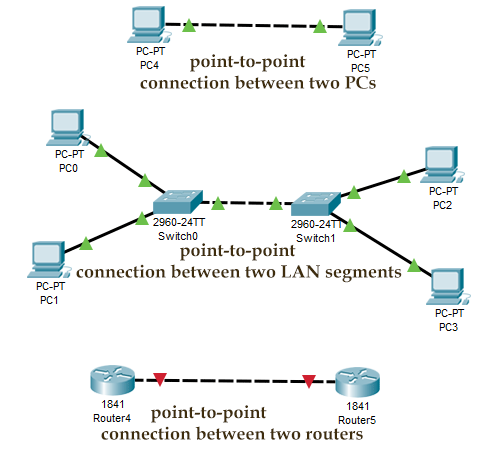 PC-PT
PC4
PC-PT
PC5
point-to-point
connection between two PCs
PC-PT
PC0
PC-PT
PC2
2960-24TT
Switch0
2960-24TT
Switch1
point-to-point
connection between two LAN segments
PC-PT
PC1
PC-PT
PC3
1841
Router4
1841
Router5
point-to-point
connection between two routers